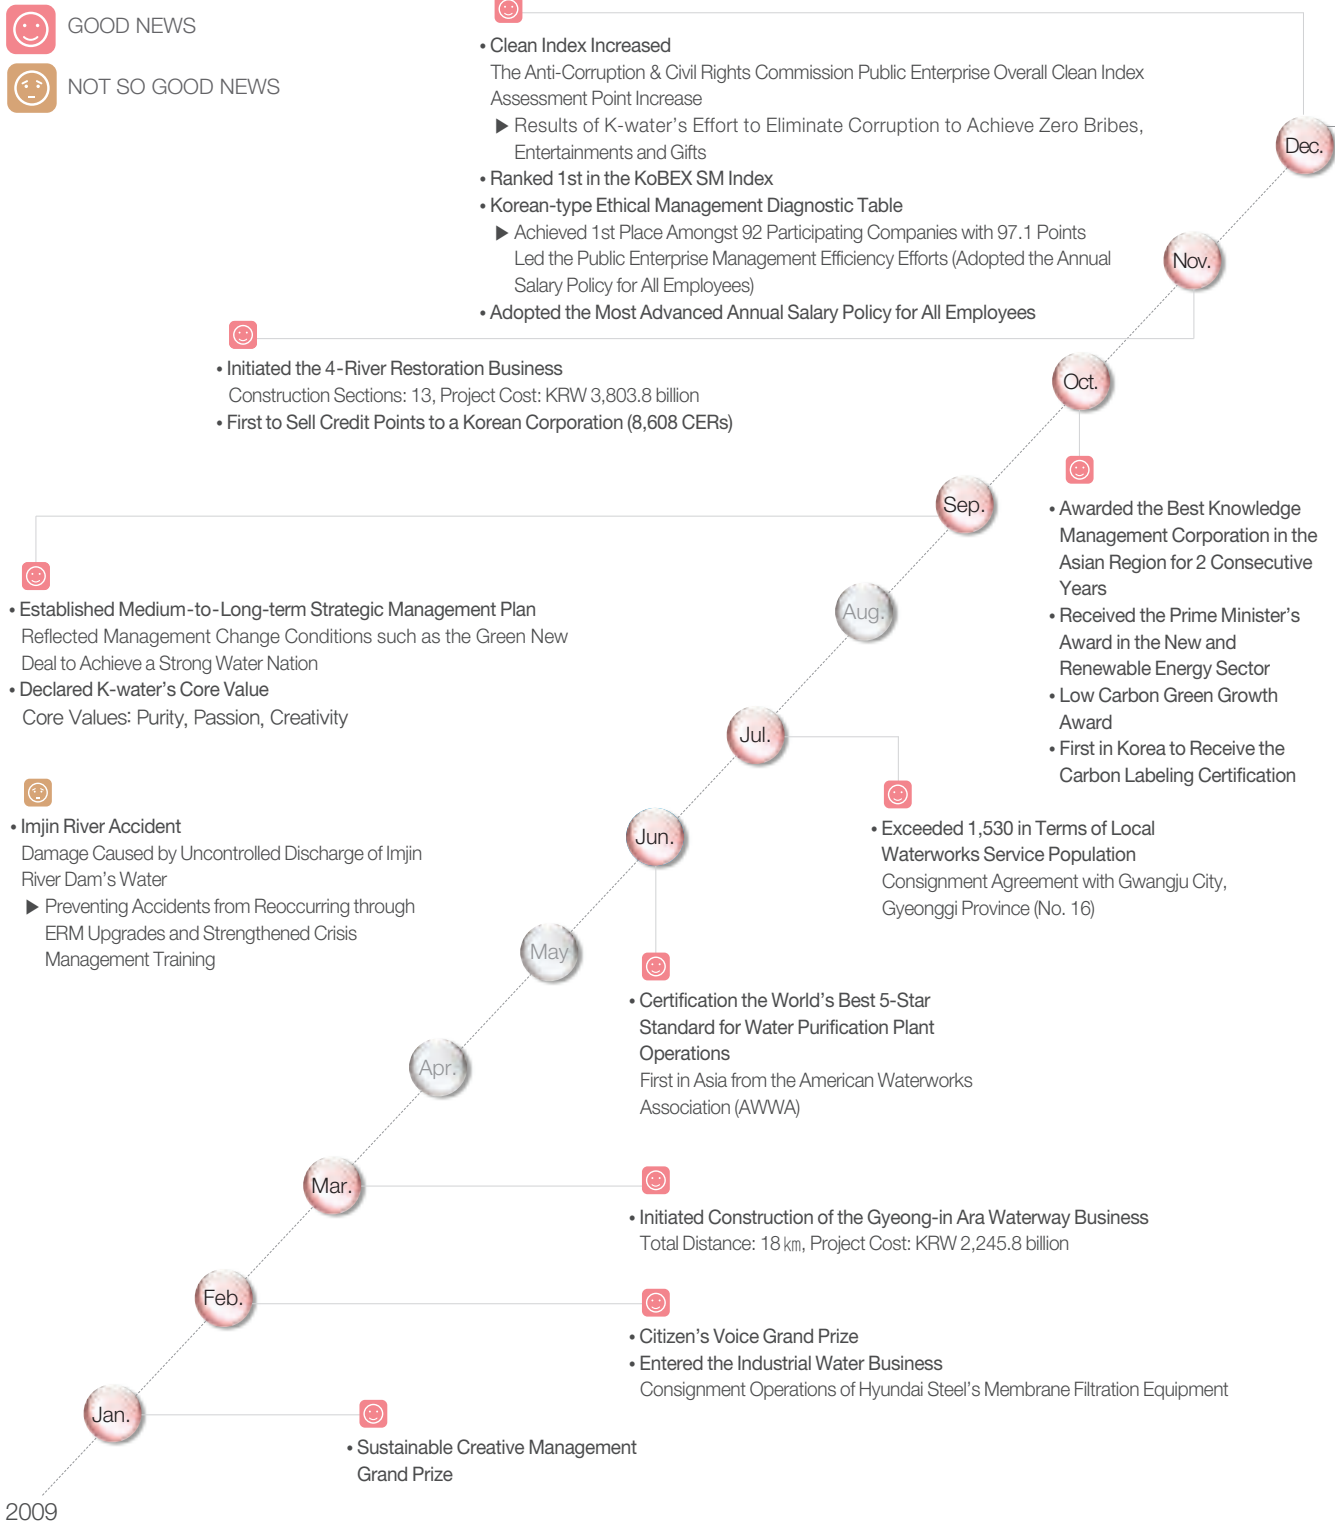 GOOD NEWS
NOT SO GOOD NEWS
• Clean Index Increased
The Anti-Corruption & Civil Rights Commission Public Enterprise Overall Clean Index
Assessment Point Increase
▶ Results of K-water's Effort to Eliminate Corruption to Achieve Zero Bribes,
Entertainments and Gifts
• Ranked 1st in the KoBEX SM Index
• Korean-type Ethical Management Diagnostic Table
▶ Achieved 1st Place Amongst 92 Participating Companies with 97.1 Points
Led the Public Enterprise Management Efficiency Efforts (Adopted the Annual
Salary Policy for All Employees)
• Adopted the Most Advanced Annual Salary Policy for All Employees
Dec.
Nov.
• Initiated the 4-River Restoration Business
Construction Sections: 13, Project Cost: KRW 3,803.8 billion
• First to Sell Credit Points to a Korean Corporation (8,608 CERs)
Oct.
• Awarded the Best Knowledge
Management Corporation in the
Asian Region for 2 Consecutive
Years
• Received the Prime Minister's
Award in the New and
Renewable Energy Sector
• Low Carbon Green Growth
Award
• First in Korea to Receive the
Carbon Labeling Certification
Sep.
• Established Medium-to-Long-term Strategic Management Plan
Reflected Management Change Conditions such as the Green New
Deal to Achieve a Strong Water Nation
• Declared K-water's Core Value
Core Values: Purity, Passion, Creativity
• Imjin River Accident
Damage Caused by Uncontrolled Discharge of Imjin
River Dam's Water
▶ Preventing Accidents from Reoccurring through
ERM Upgrades and Strengthened Crisis
Management Training
Aug.
Jul.
• Exceeded 1,530 in Terms of Local
Waterworks Service Population
Consignment Agreement with Gwangju City,
Gyeonggi Province (No. 16)
Jun.
• Certification the World's Best 5-Star
Standard for Water Purification Plant
Operations
First in Asia from the American Waterworks
Association (AWWA)
May
Apr.
Mar.
• Initiated Construction of the Gyeong-in Ara Waterway Business
Total Distance: 18㎞, Project Cost: KRW 2,245.8 billion
Feb.
• Citizen's Voice Grand Prize
• Entered the Industrial Water Business
Consignment Operations of Hyundai Steel's Membrane Filtration Equipment
Jan.
• Sustainable Creative Management
Grand Prize
2009